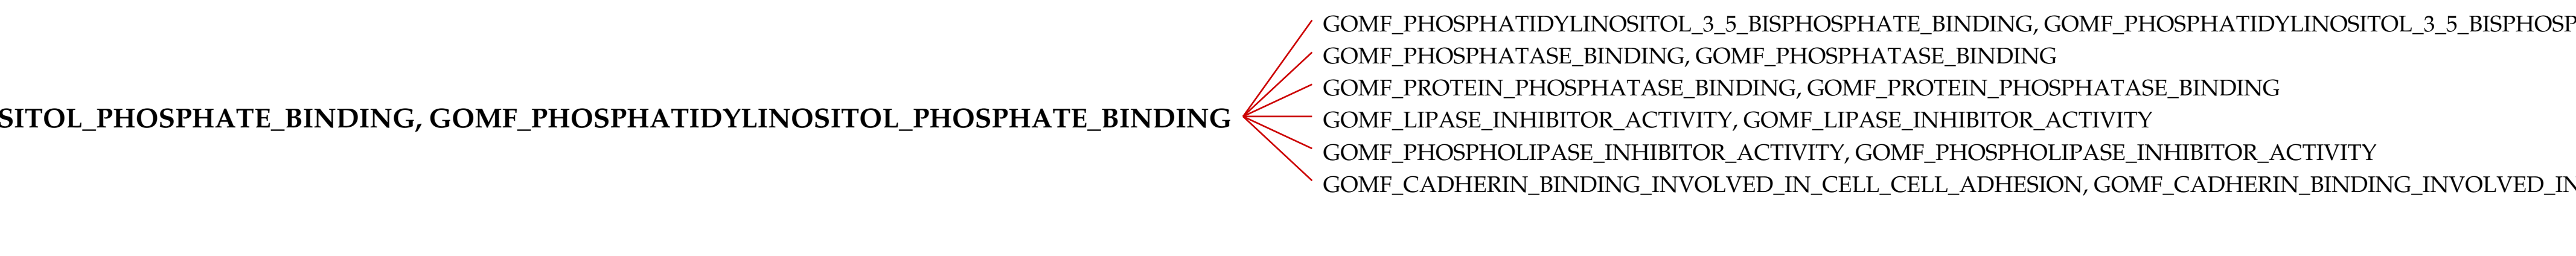 GOMF_PHOSPHATIDYLINOSITOL_3_5_BISPHOSPHATE_BINDING, GOMF_PHOSPHATIDYLINOSITOL_3_5_BISPHOSP
GOMF_PHOSPHATASE_BINDING, GOMF_PHOSPHATASE_BINDING
GOMF_PROTEIN_PHOSPHATASE_BINDING, GOMF_PROTEIN_PHOSPHATASE_BINDING
SITOL_PHOSPHATE_BINDING, GOMF_PHOSPHATIDYLINOSITOL_PHOSPHATE_BINDING
GOMF_LIPASE_INHIBITOR_ACTIVITY, GOMF_LIPASE_INHIBITOR_ACTIVITY
GOMF_PHOSPHOLIPASE_INHIBITOR_ACTIVITY, GOMF_PHOSPHOLIPASE_INHIBITOR_ACTIVITY
GOMF_CADHERIN_BINDING_INVOLVED_IN_CELL_CELL_ADHESION, GOMF_CADHERIN_BINDING_INVOLVED_IN